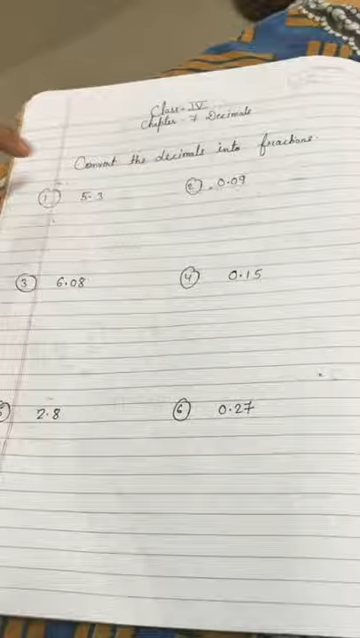 Class - IV
Chapter - 7 Decimals
Convert the decimals into fractions.
① 5.3 ② 0.09
③ 6.08 ④ 0.15
⑤ 2.8 ⑥ 0.27